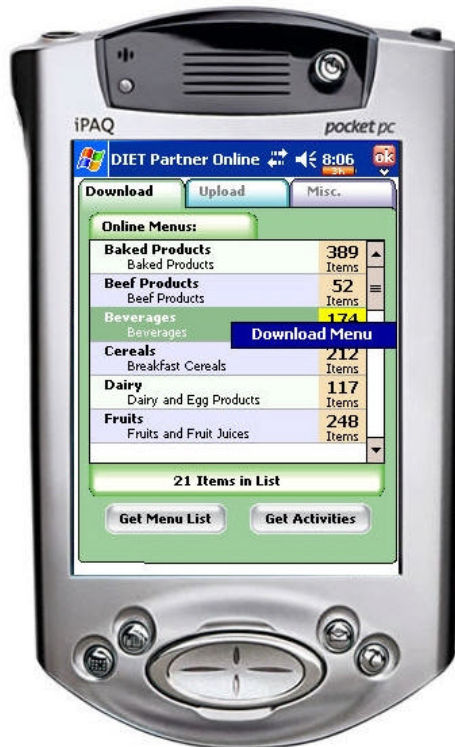 iPAQ
pocket pc
DIET Partner Online 8:06 ok
3h
Download Upload Misc.
Online Menus:
Baked Products 389
Baked Products Items
Beef Products 52
Beef Products Items
Beverages 174
Beverages Download Menu
Cereals 212
Breakfast Cereals Items
Dairy 117
Dairy and Egg Products Items
Fruits 248
Fruits and Fruit Juices Items
21 Items in List
Get Menu List Get Activities